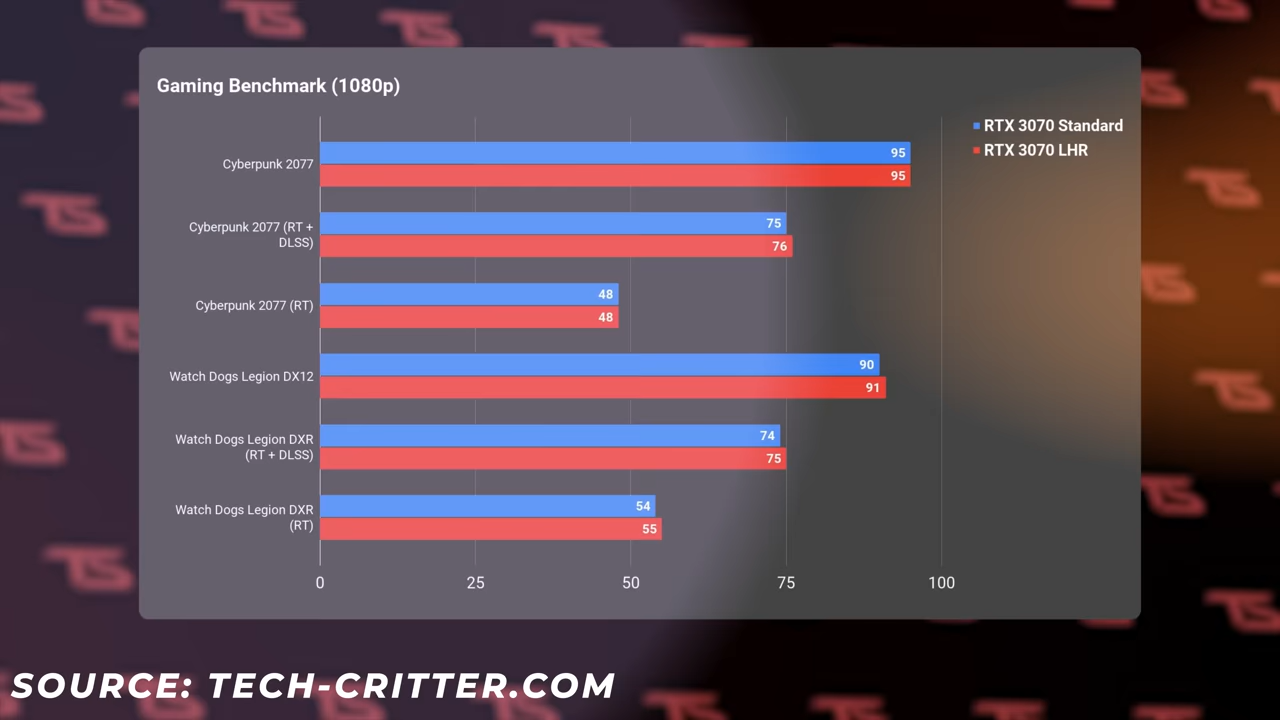 Gaming Benchmark (1080p)
RTX 3070 Standard
RTX 3070 LHR
Cyberpunk 2077
95
95
Cyberpunk 2077 (RT +
DLSS)
75
76
Cyberpunk 2077 (RT)
48
48
Watch Dogs Legion DX12
90
91
Watch Dogs Legion DXR
(RT + DLSS)
74
75
Watch Dogs Legion DXR
(RT)
54
55
0 25 50 75 100
SOURCE: TECH-CRITTER.COM